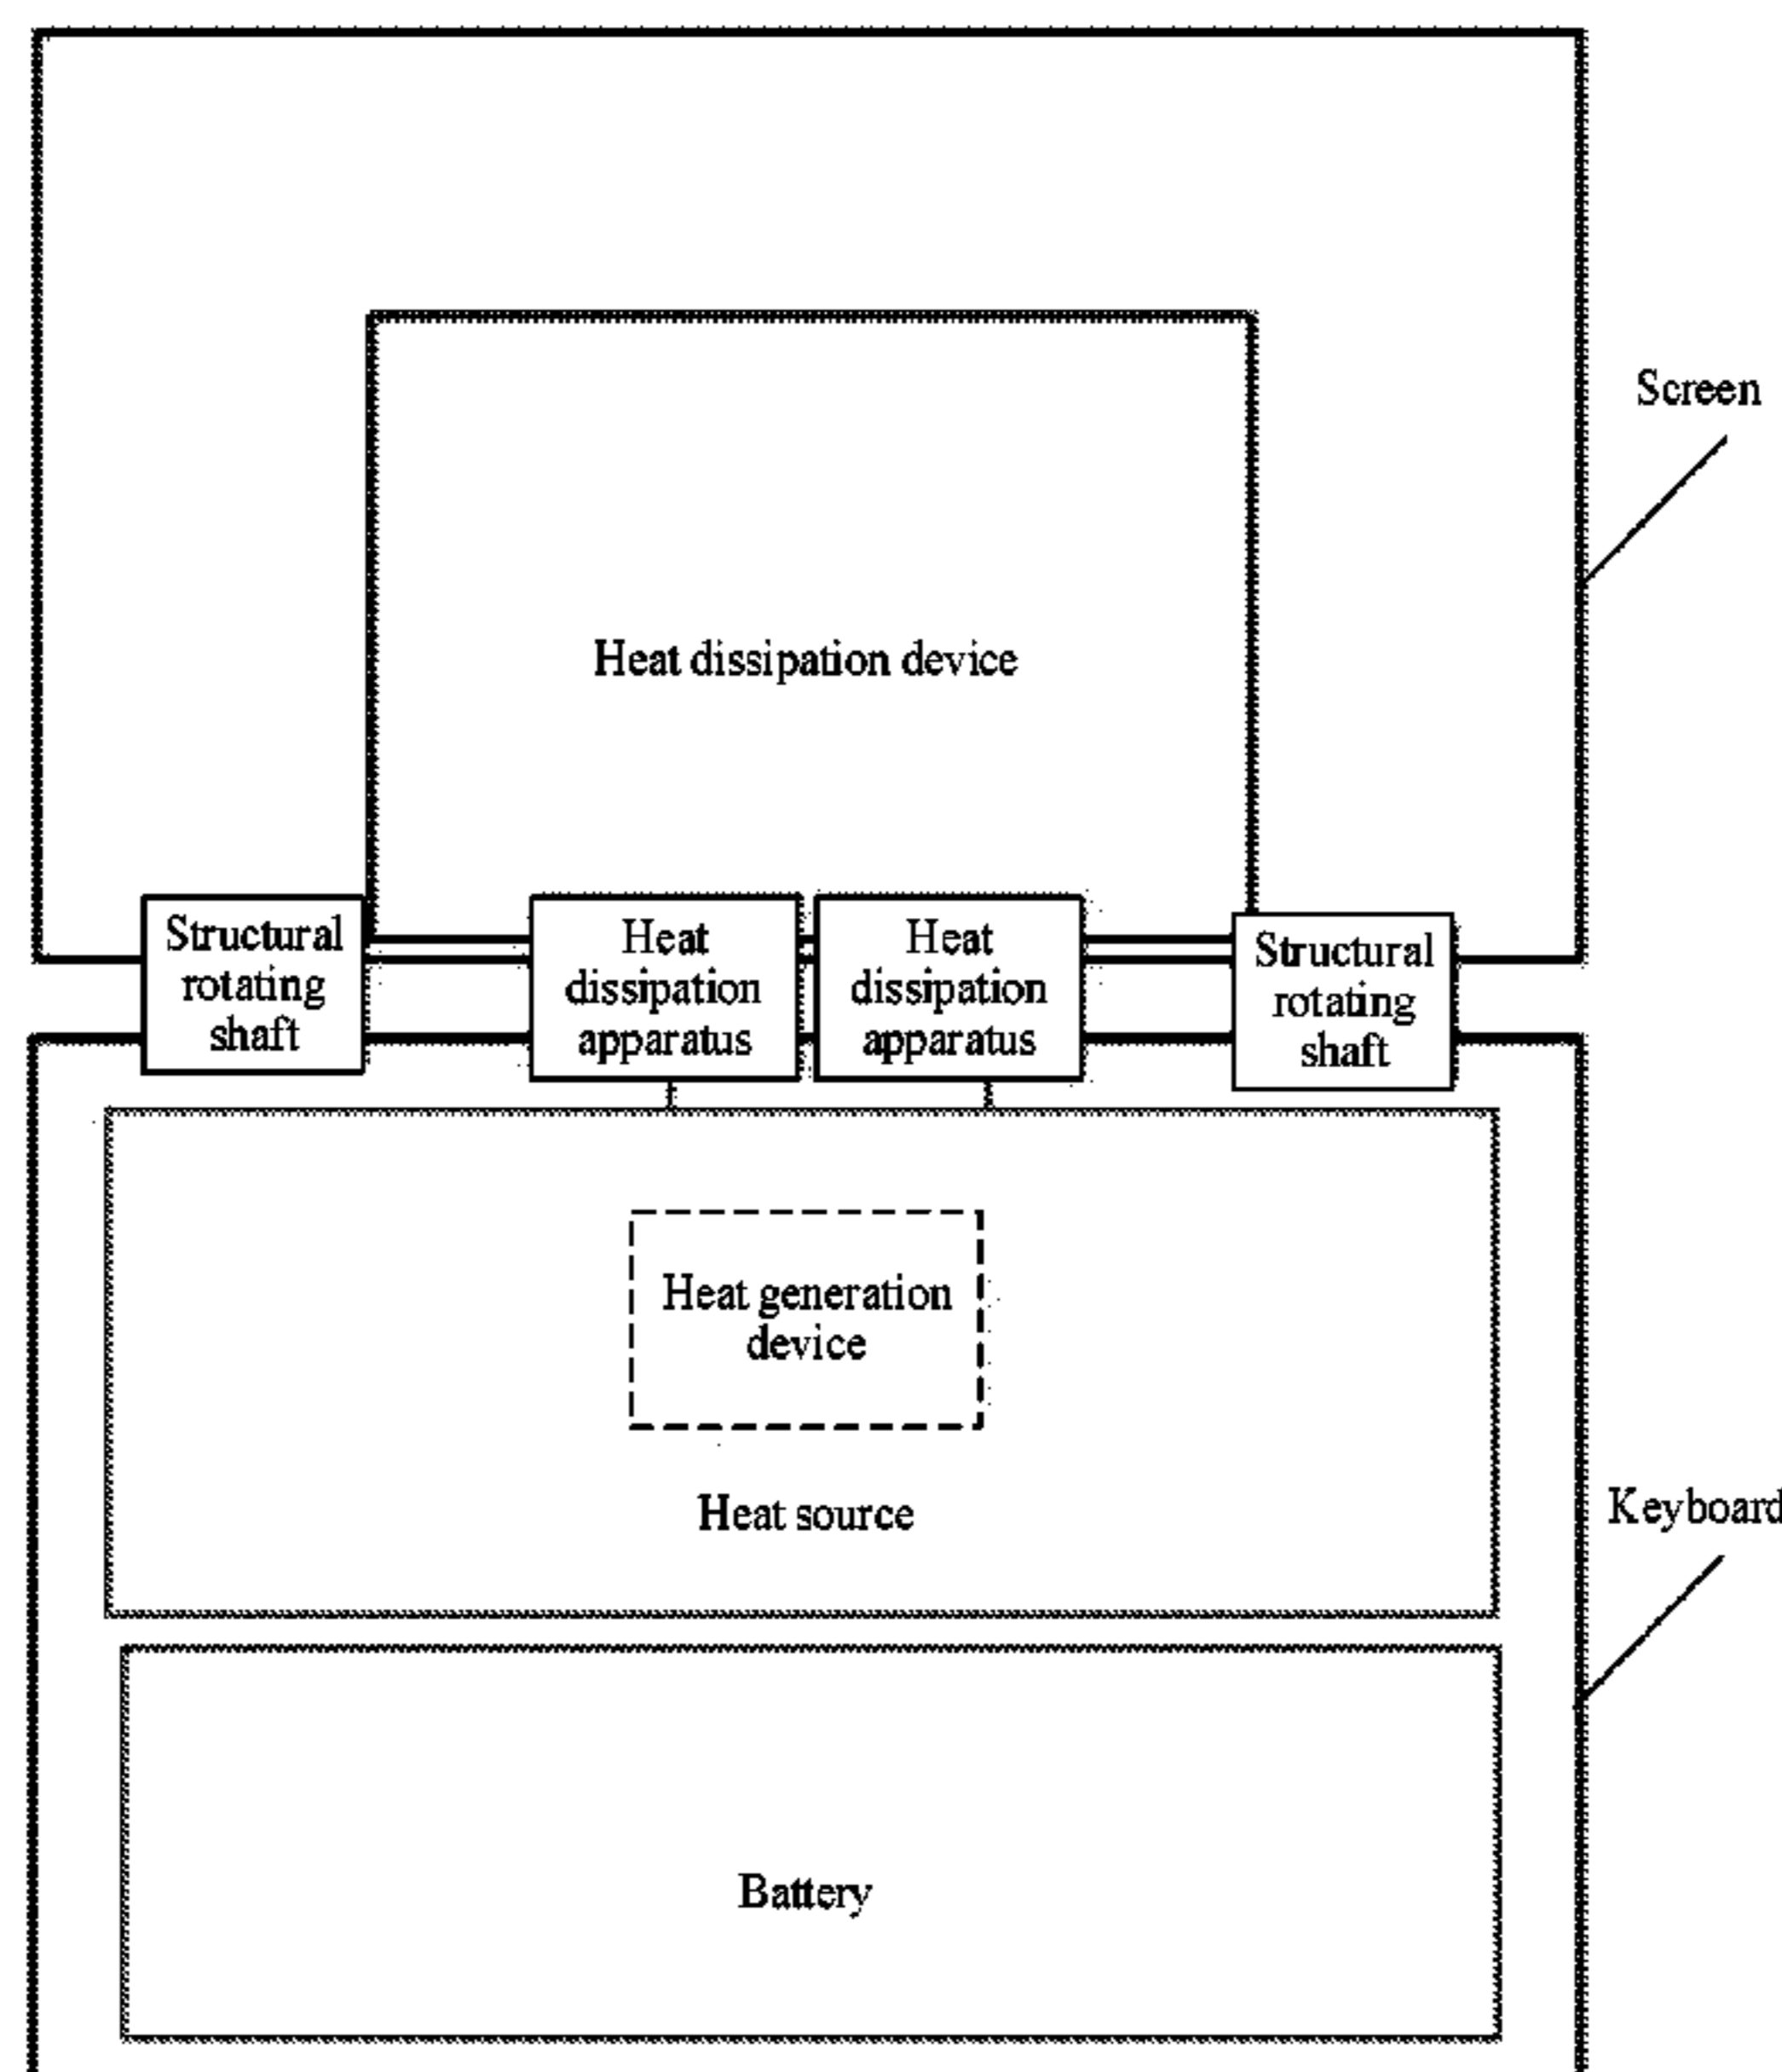 Screen
Heat dissipation device
Structural
rotating
shaft
Heat
dissipation
apparatus
Heat
dissipation
apparatus
Structural
rotating
shaft
Heat generation
device
Heat source
Keyboard
Battery